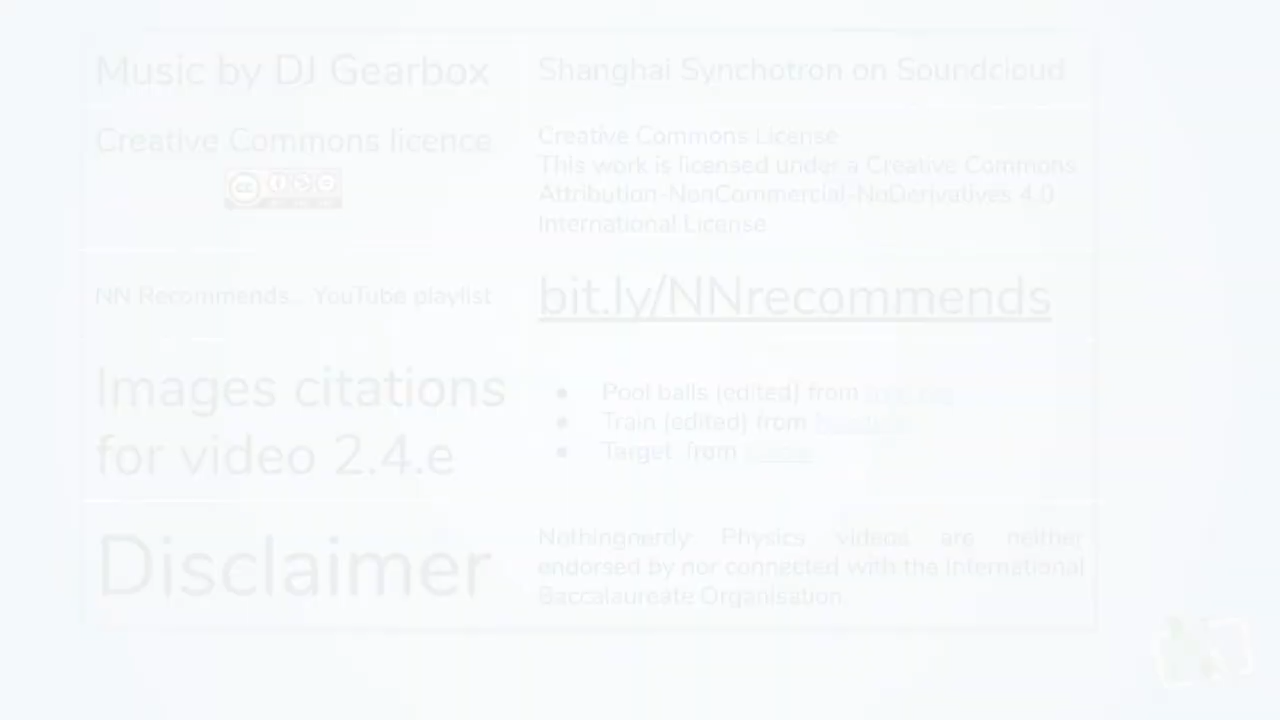 Music by DJ Gearbox
Shanghai Synchotron on Soundcloud
Creative Commons licence
Creative Commons License
This work is licensed under a Creative Commons
Attribution-NonCommercial-NoDerivatives 4.0
International License
NN Recommends... YouTube playlist
bit.ly/NNrecommends
Images citations
for video 2.4.e
Pool balls (edited) from
Train (edited) from
Target from
Disclaimer
Nothingnerdy Physics videos are neither
endorsed by nor connected with the International
Baccalaureate Organisation